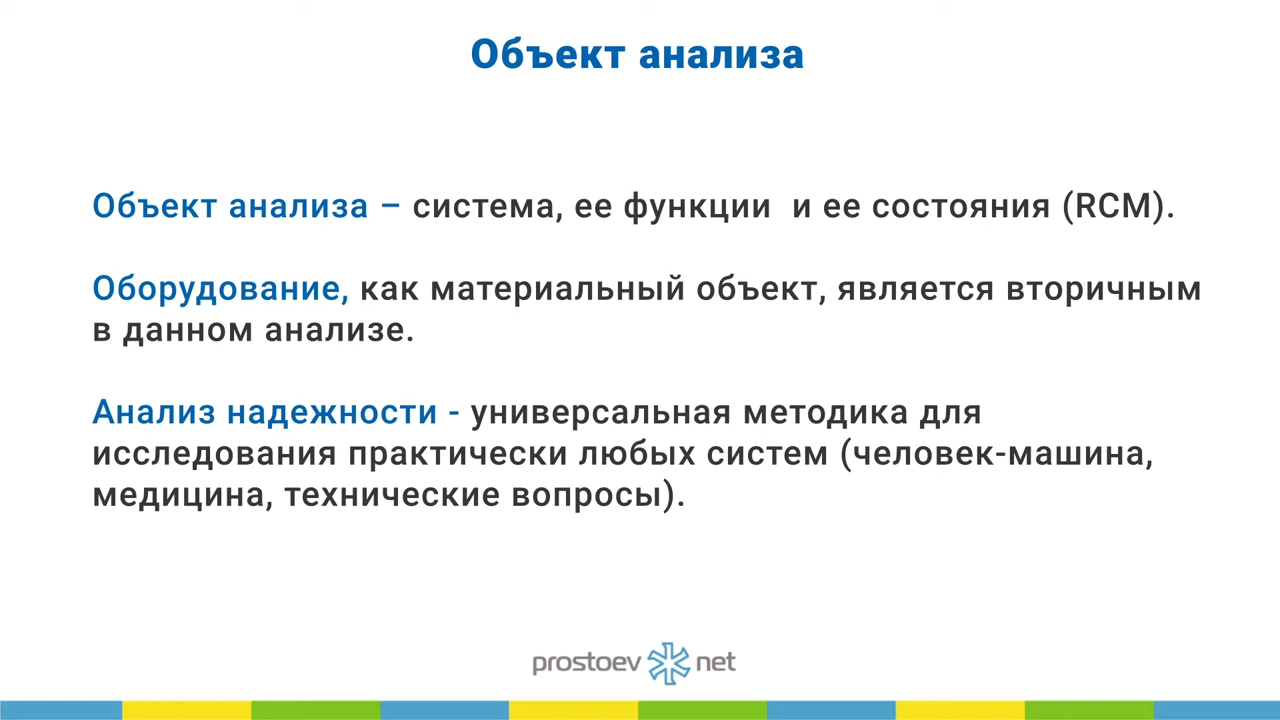 Объект анализа
Объект анализа – система, ее функции и ее состояния (RCM).
Оборудование, как материальный объект, является вторичным
в данном анализе.
Анализ надежности - универсальная методика для
исследования практически любых систем (человек-машина,
медицина, технические вопросы).
prostoev net